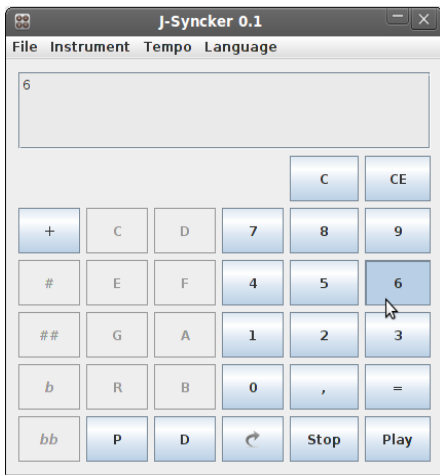 J-Syncker 0.1
File Instrument Tempo Language
6
C CE
+ C D 7 8 9
# E F 4 5 6
## G A 1 2 3
b R B 0 , =
bb P D Stop Play